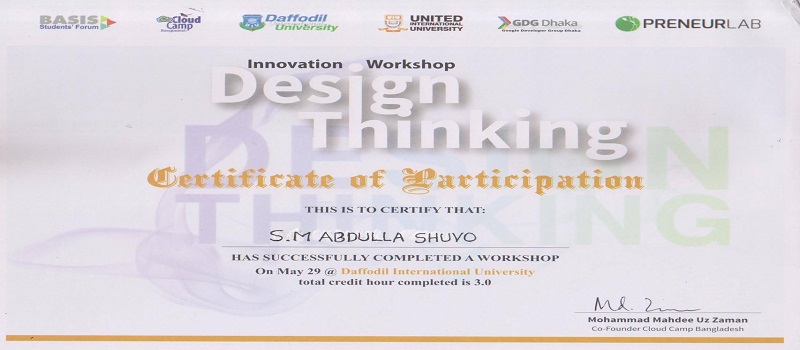 BASIS
Students' Forum
Cloud
Camp
Bangladesh
Daffodil
University
UNITED
INTERNATIONAL
UNIVERSITY
GDG Dhaka
Google Developer Group Dhaka
PRENEURLAB
Innovation Workshop
Design
Thinking
DESIGN
THINKING
Certificate of Participation
THIS IS TO CERTIFY THAT:
S.M ABDULLA SHUVO
HAS SUCCESSFULLY COMPLETED A WORKSHOP
On May 29 @ Daffodil International University
total credit hour completed is 3.0
Mohammad Mahdee Uz Zaman
Co-Founder Cloud Camp Bangladesh